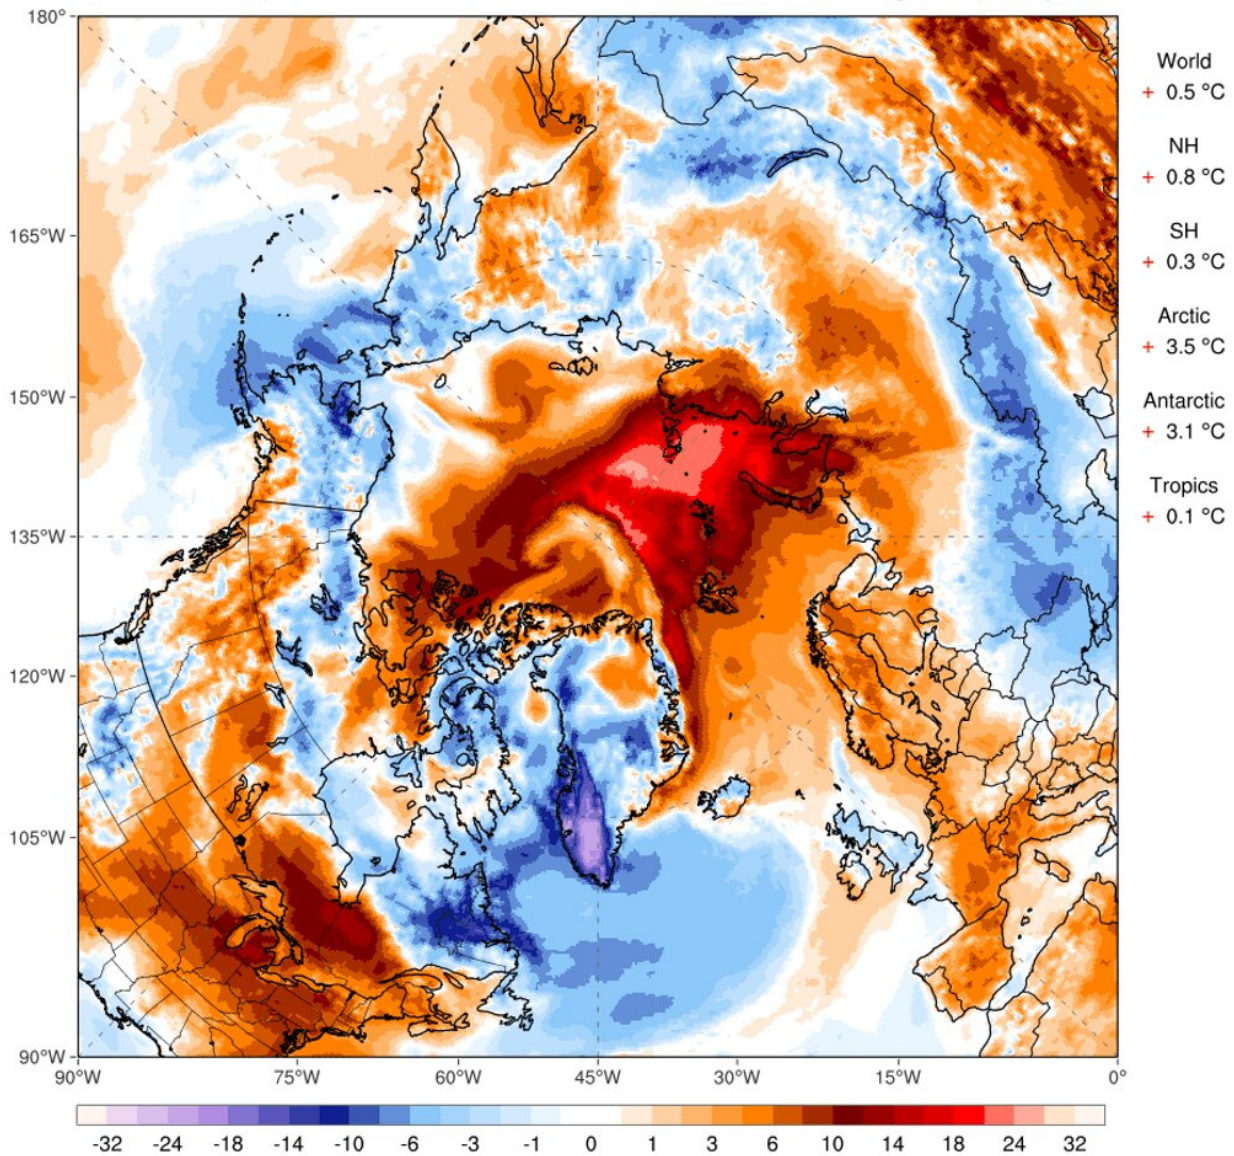 180°
World
+ 0.5 °C
NH
+ 0.8 °C
165°W
SH
+ 0.3 °C
Arctic
+ 3.5 °C
150°W
Antarctic
+ 3.1 °C
Tropics
+ 0.1 °C
135°W
120°W
105°W
90°W
90°W 75°W 60°W 45°W 30°W 15°W 0°
-32 -24 -18 -14 -10 -6 -3 -1 0 1 3 6 10 14 18 24 32